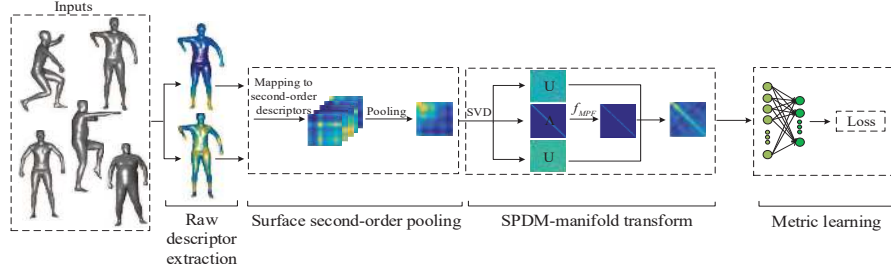 Inputs
Mapping to
second-order
descriptors
Pooling
SVD
U
Λ
U
f_MPF
Loss
Raw
descriptor
extraction
Surface second-order pooling
SPDM-manifold transform
Metric learning